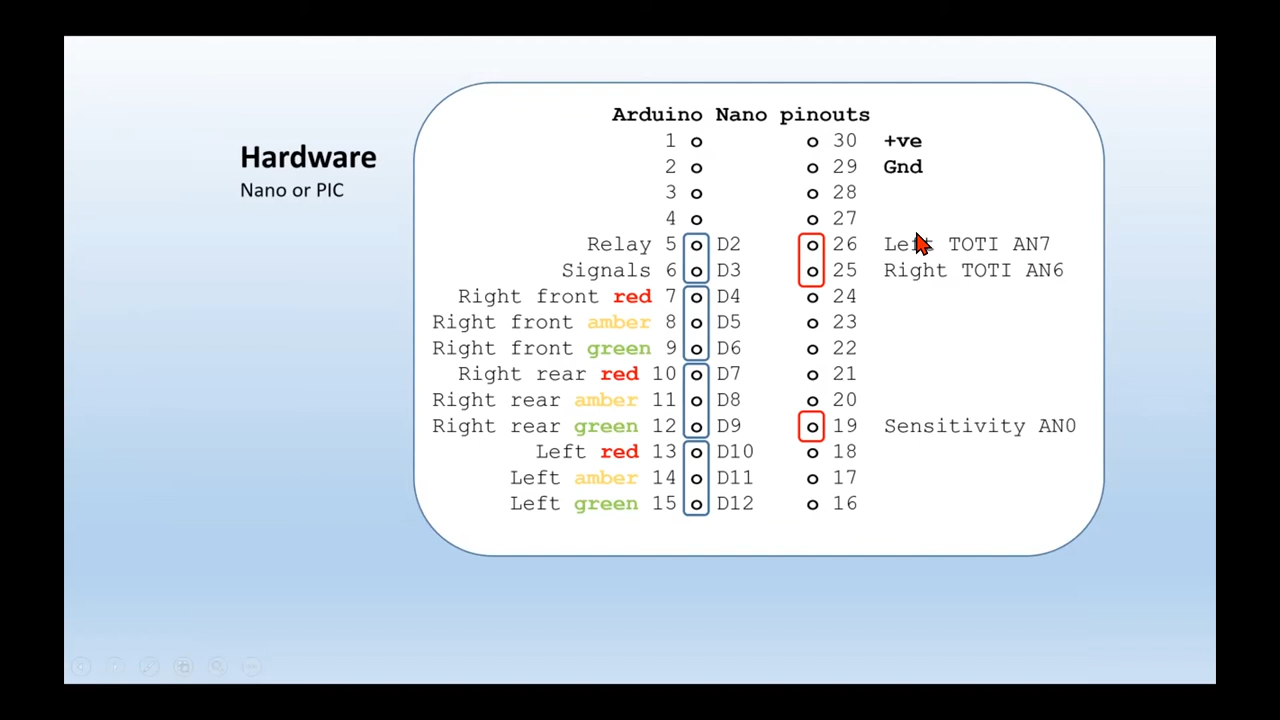 Hardware
Nano or PIC
Arduino Nano pinouts
1 o o 30 +ve
2 o o 29 Gnd
3 o o 28
4 o o 27
Relay 5 o D2 o 26 Left TOTI AN7
Signals 6 o D3 o 25 Right TOTI AN6
Right front red 7 o D4 o 24
Right front amber 8 o D5 o 23
Right front green 9 o D6 o 22
Right rear red 10 o D7 o 21
Right rear amber 11 o D8 o 20
Right rear green 12 o D9 o 19 Sensitivity AN0
Left red 13 o D10 o 18
Left amber 14 o D11 o 17
Left green 15 o D12 o 16